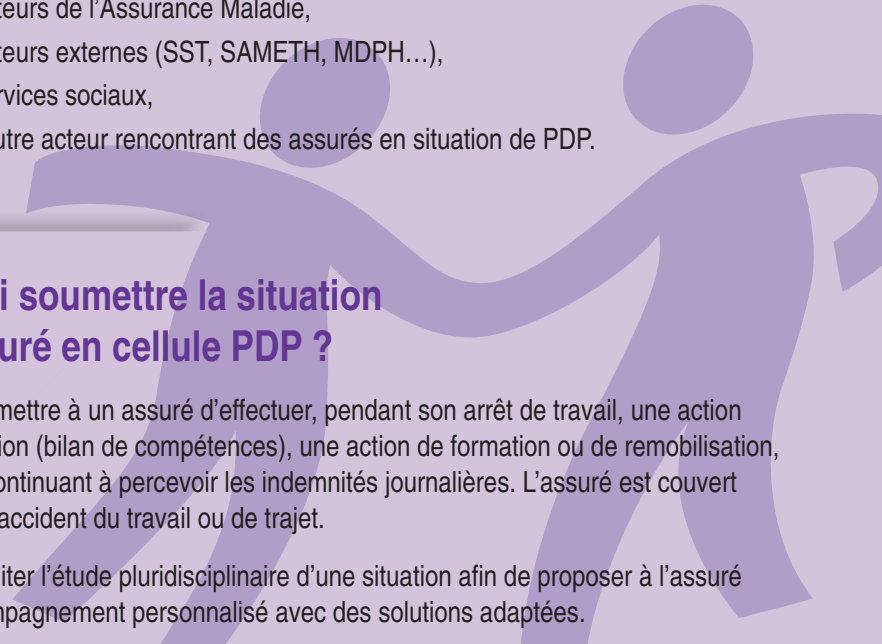 teurs de l'Assurance Maladie,
teurs externes (SST, SAMETH, MDPH…),
rvices sociaux,
utre acteur rencontrant des assurés en situation de PDP.
i soumettre la situation
uré en cellule PDP ?
mettre à un assuré d'effectuer, pendant son arrêt de travail, une action
ion (bilan de compétences), une action de formation ou de remobilisation,
ontinuant à percevoir les indemnités journalières. L'assuré est couvert
accident du travail ou de trajet.
iter l'étude pluridisciplinaire d'une situation afin de proposer à l'assuré
mpagnement personnalisé avec des solutions adaptées.